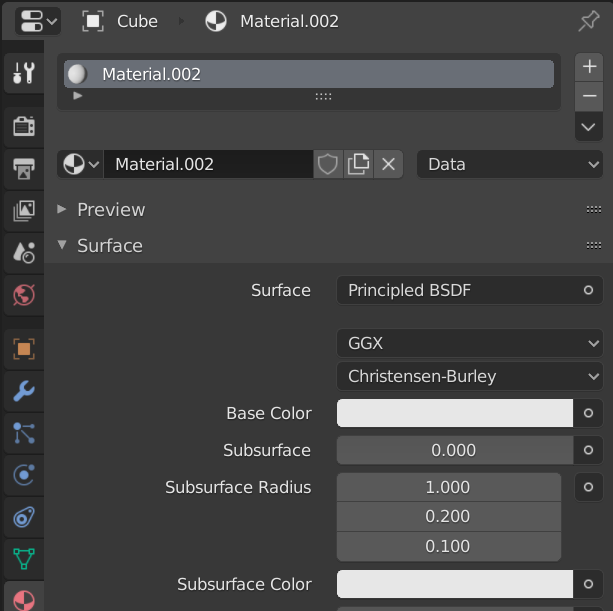 Cube Material.002
Material.002
Material.002 Data
Preview
Surface
Surface Principled BSDF
GGX
Christensen-Burley
Base Color
Subsurface 0.000
Subsurface Radius 1.000
0.200
0.100
Subsurface Color